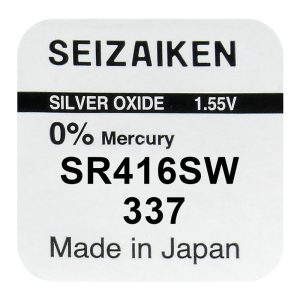 SEIZAIKEN
SILVER OXIDE 1.55V
0% Mercury
SR416SW
337
Made in Japan